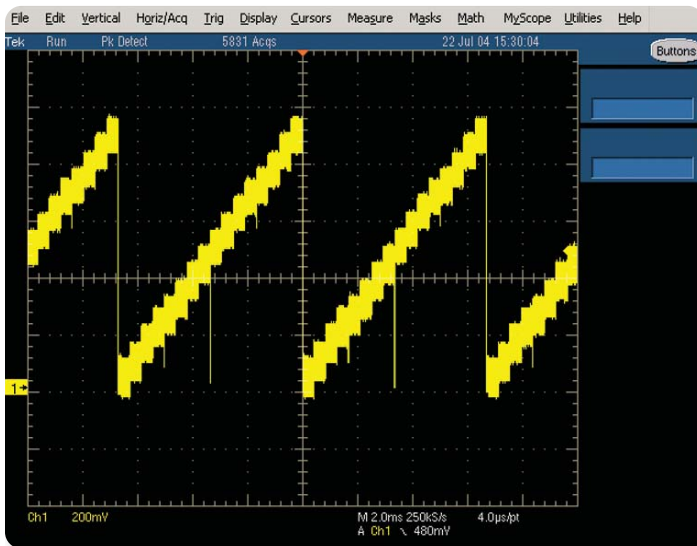 File Edit Vertical Horiz/Acq Trig Display Cursors Measure Masks Math MyScope Utilities Help
Tek Run Pk Detect 5831 Acqs 22 Jul 04 15:30:04
Buttons
1
Ch1 200mV M 2.0ms 250kS/s 4.0µs/pt
A Ch1 \ 480mV